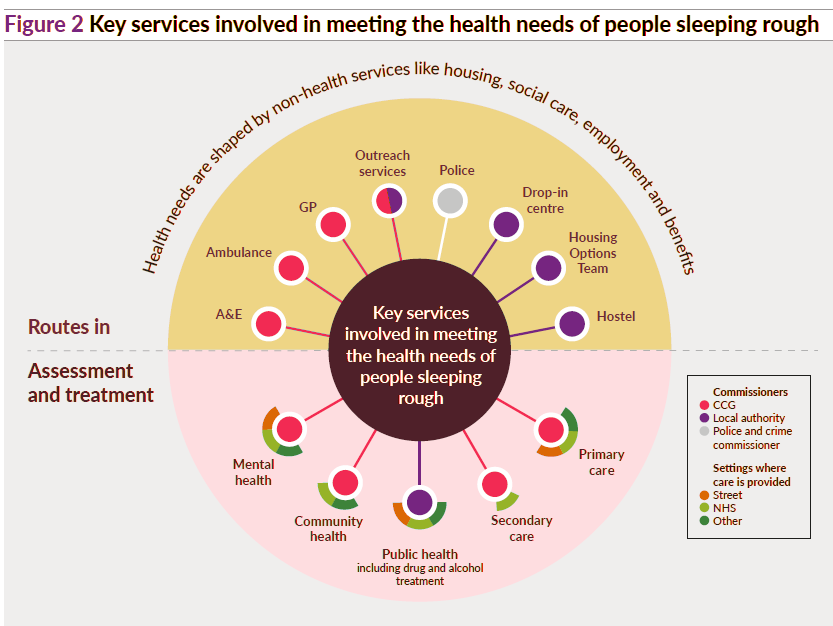 Figure 2 Key services involved in meeting the health needs of people sleeping rough
Health needs are shaped by non-health services like housing, social care, employment and benefits
Outreach
services
Police
GP
Drop-in
centre
Ambulance
Housing
Options
Team
A&E
Hostel
Key services
involved in meeting
the health needs of
people sleeping
rough
Routes in
Assessment
and treatment
Mental
health
Community
health
Public health
including drug and alcohol
treatment
Secondary
care
Primary
care
Commissioners
CCG
Local authority
Police and crime
commissioner
Settings where
care is provided
Street
NHS
Other